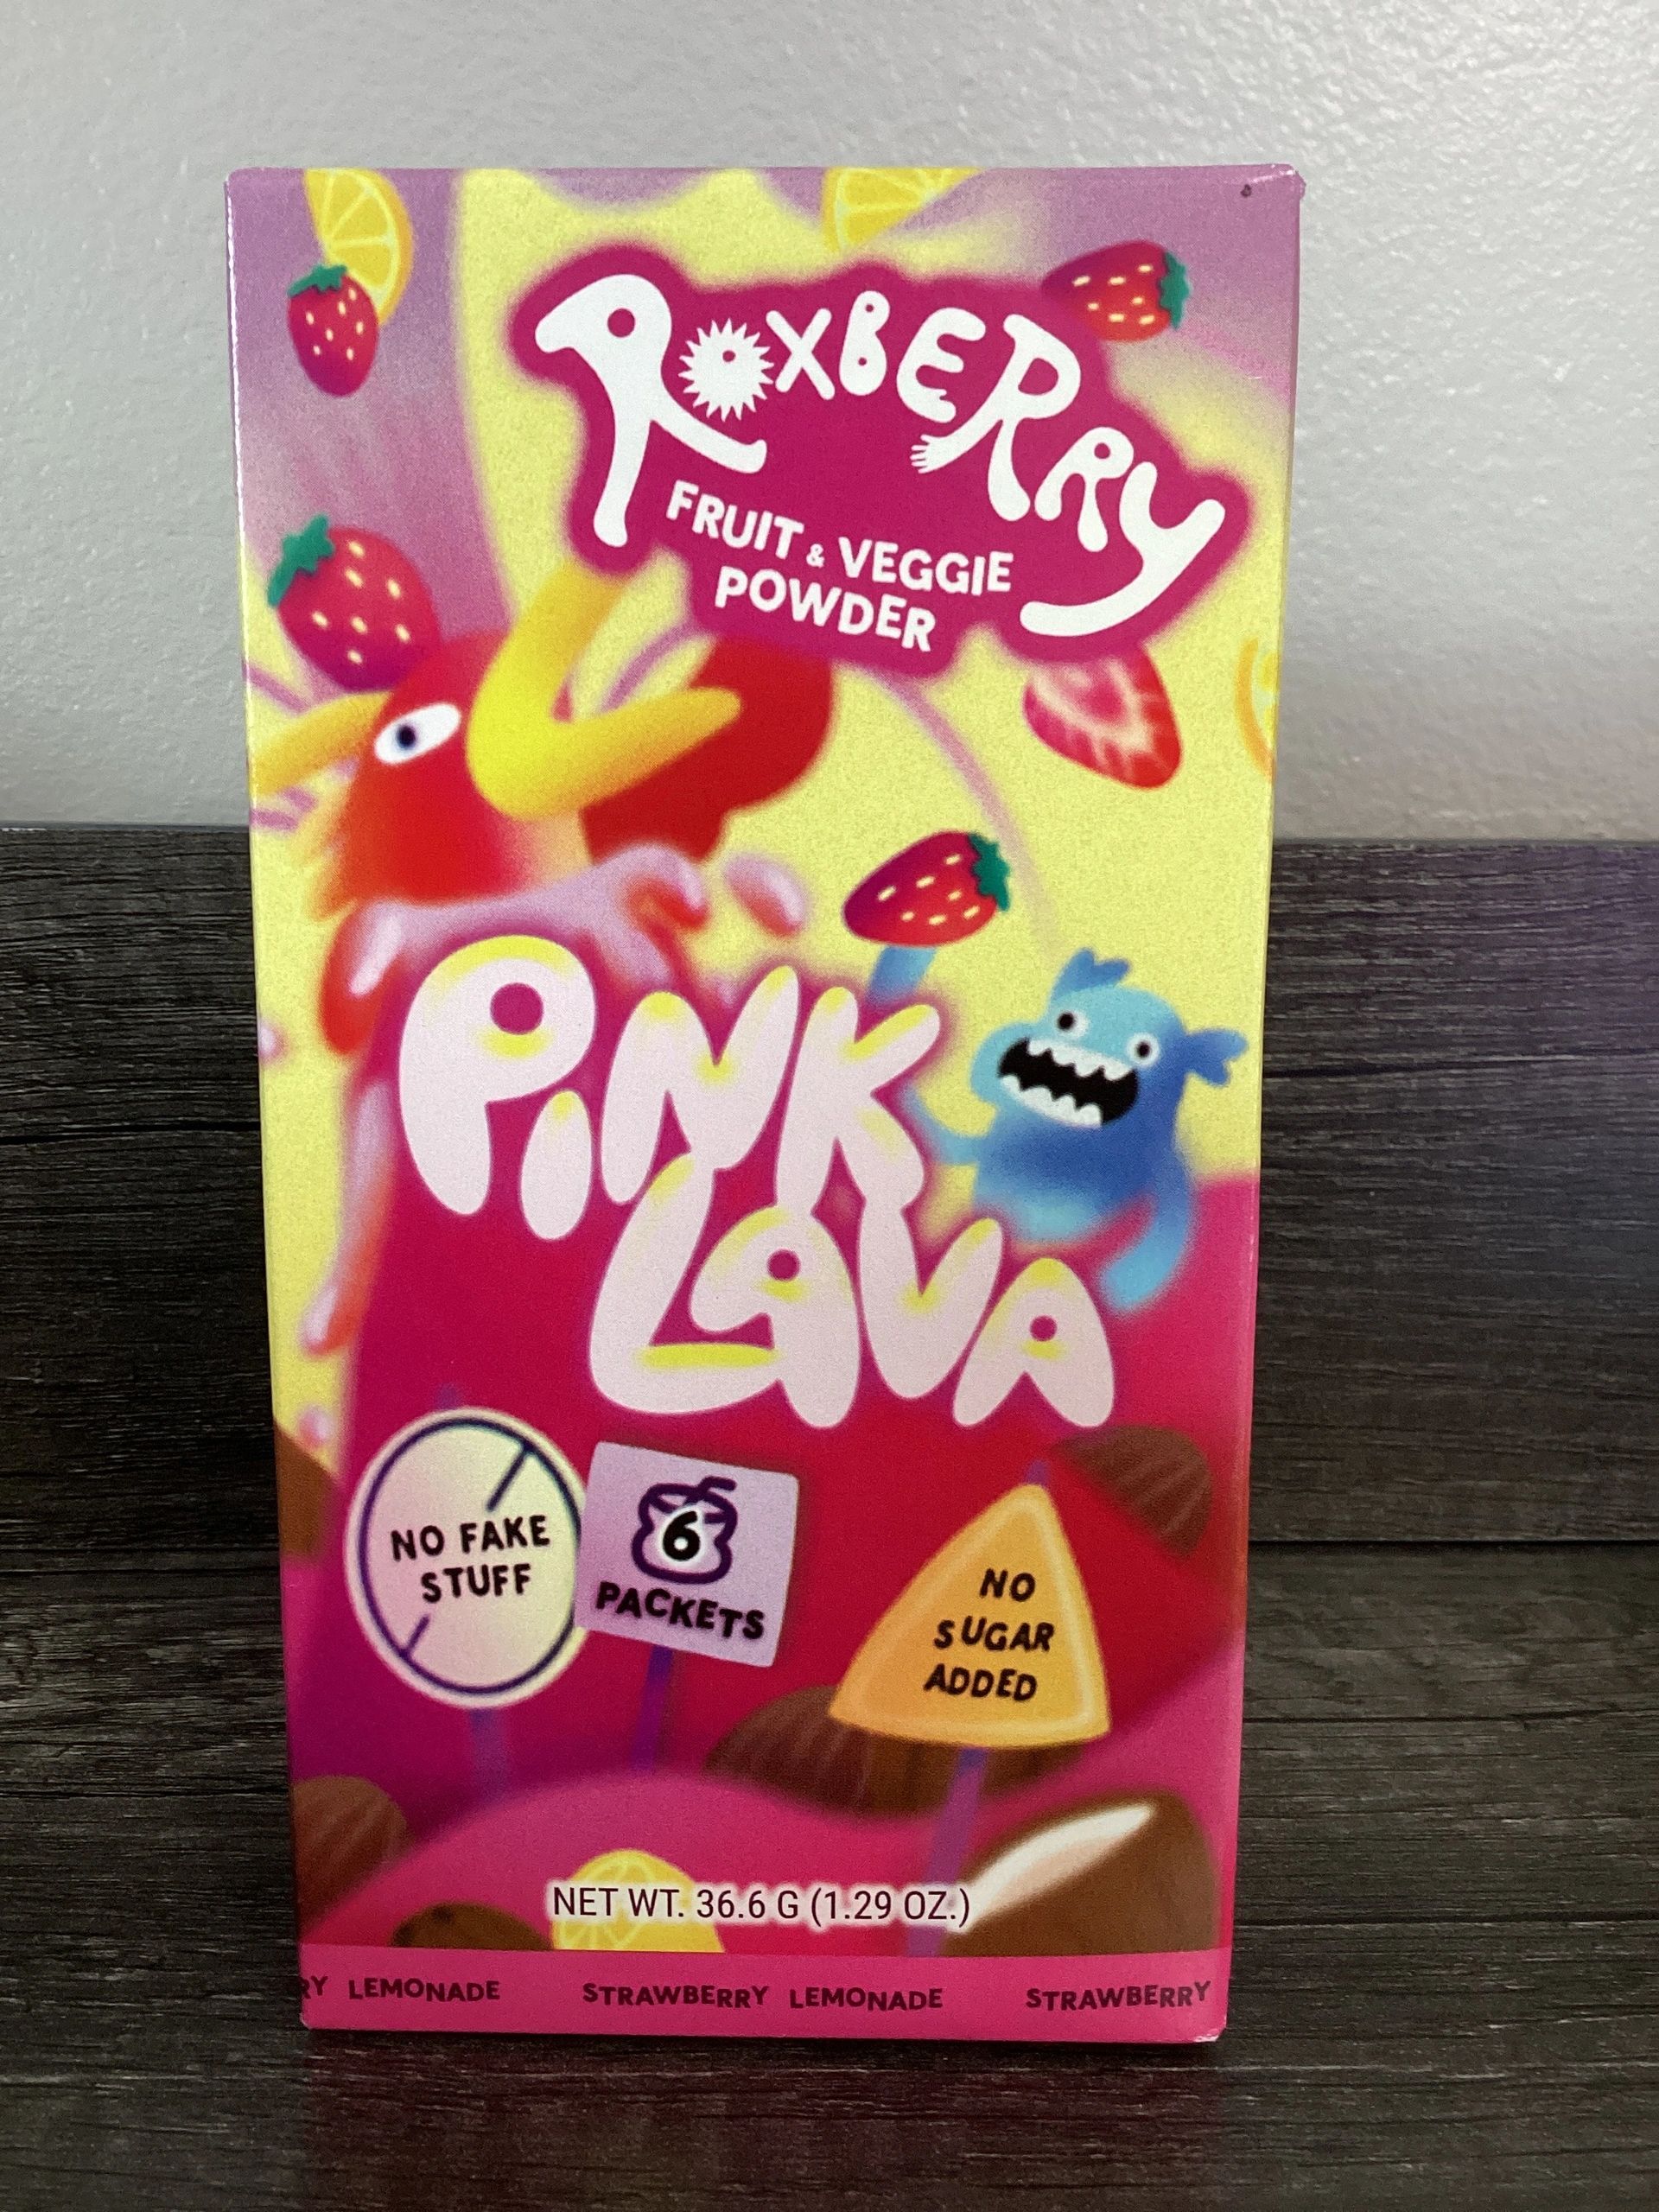 ROXBERRY
FRUIT & VEGGIE
POWDER
PINK
LAVA
NO FAKE
STUFF
6
PACKETS
NO
SUGAR
ADDED
NET WT. 36.6 G (1.29 OZ.)
RY LEMONADE STRAWBERRY LEMONADE STRAWBERRY